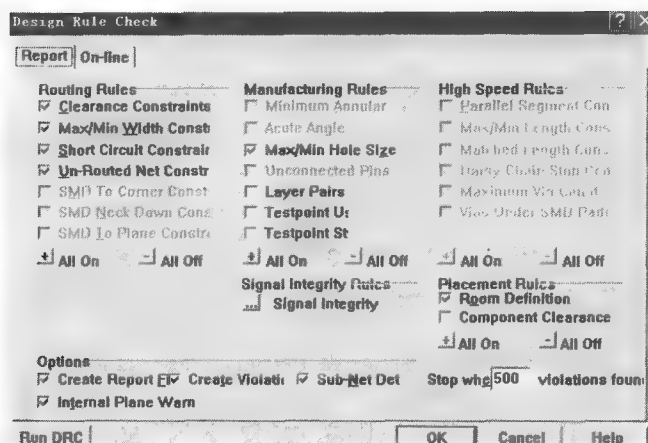 Design Rule Check
Report On-line
Routing Rules
Clearance Constraints
Max/Min Width Constr
Short Circuit Constrair
Un-Routed Net Constr
SMD To Corner Const
SMD Neck Down Cons
SMD To Plane Constr
All On All Off
Manufacturing Rules
Minimum Annular
Acute Angle
Max/Min Hole Size
Unconnected Pins
Layer Pairs
Testpoint Us
Testpoint St
All On All Off
Signal Integrity Rules
Signal Integrity
High Speed Rules
Parallel Segment Con
Max/Min Length Cons
Matched Length Cons
Daisy Chain Stub Con
Maximum Via Count
Vias Under SMD Pads
All On All Off
Placement Rules
Room Definition
Component Clearance
All On All Off
Options
Create Report Create Violati Sub-Net Det Stop whe 500 violations foun
Internal Plane Warn
Run DRC OK Cancel Help